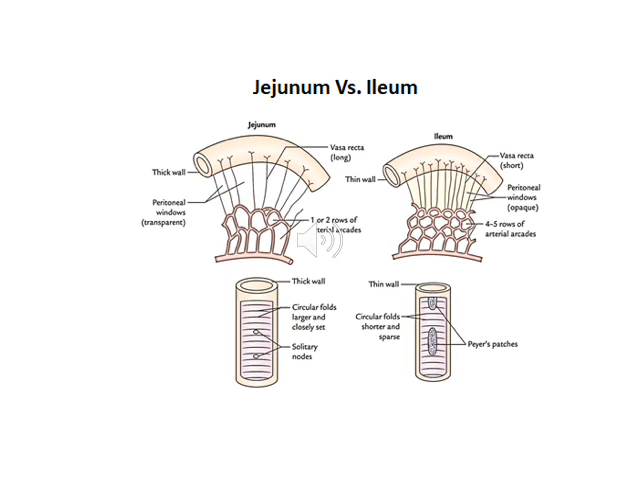 Jejunum Vs. Ileum
Jejunum
Vasa recta
(long)
Thick wall
Peritoneal
windows
(transparent)
1 or 2 rows of
arterial arcades
Ileum
Vasa recta
(short)
Thin wall
Peritoneal
windows
(opaque)
4-5 rows of
arterial arcades
Thick wall
Circular folds
larger and
closely set
Solitary
nodes
Thin wall
Circular folds
shorter and
sparse
Peyer's patches